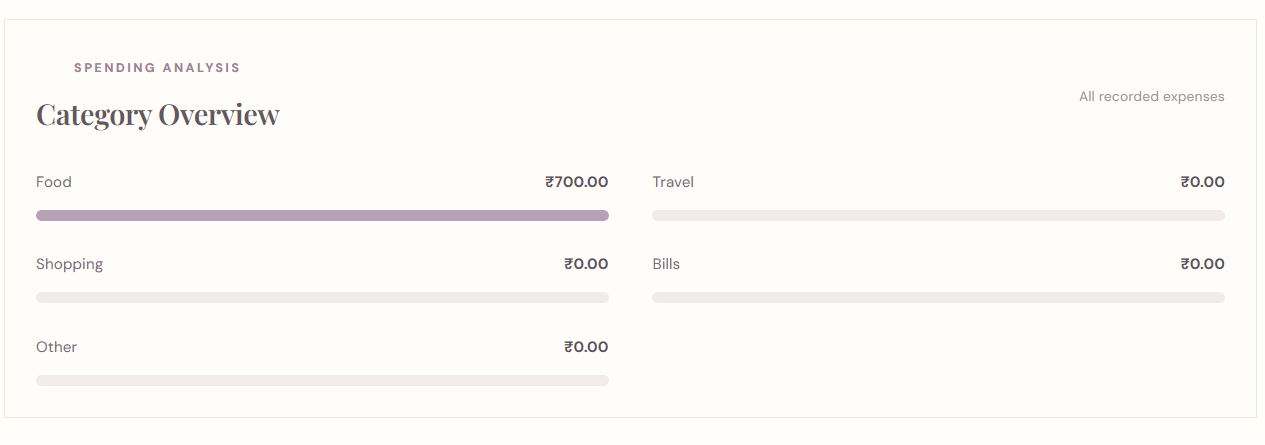 SPENDING ANALYSIS
Category Overview
All recorded expenses
Food ₹700.00
Travel ₹0.00
Shopping ₹0.00
Bills ₹0.00
Other ₹0.00